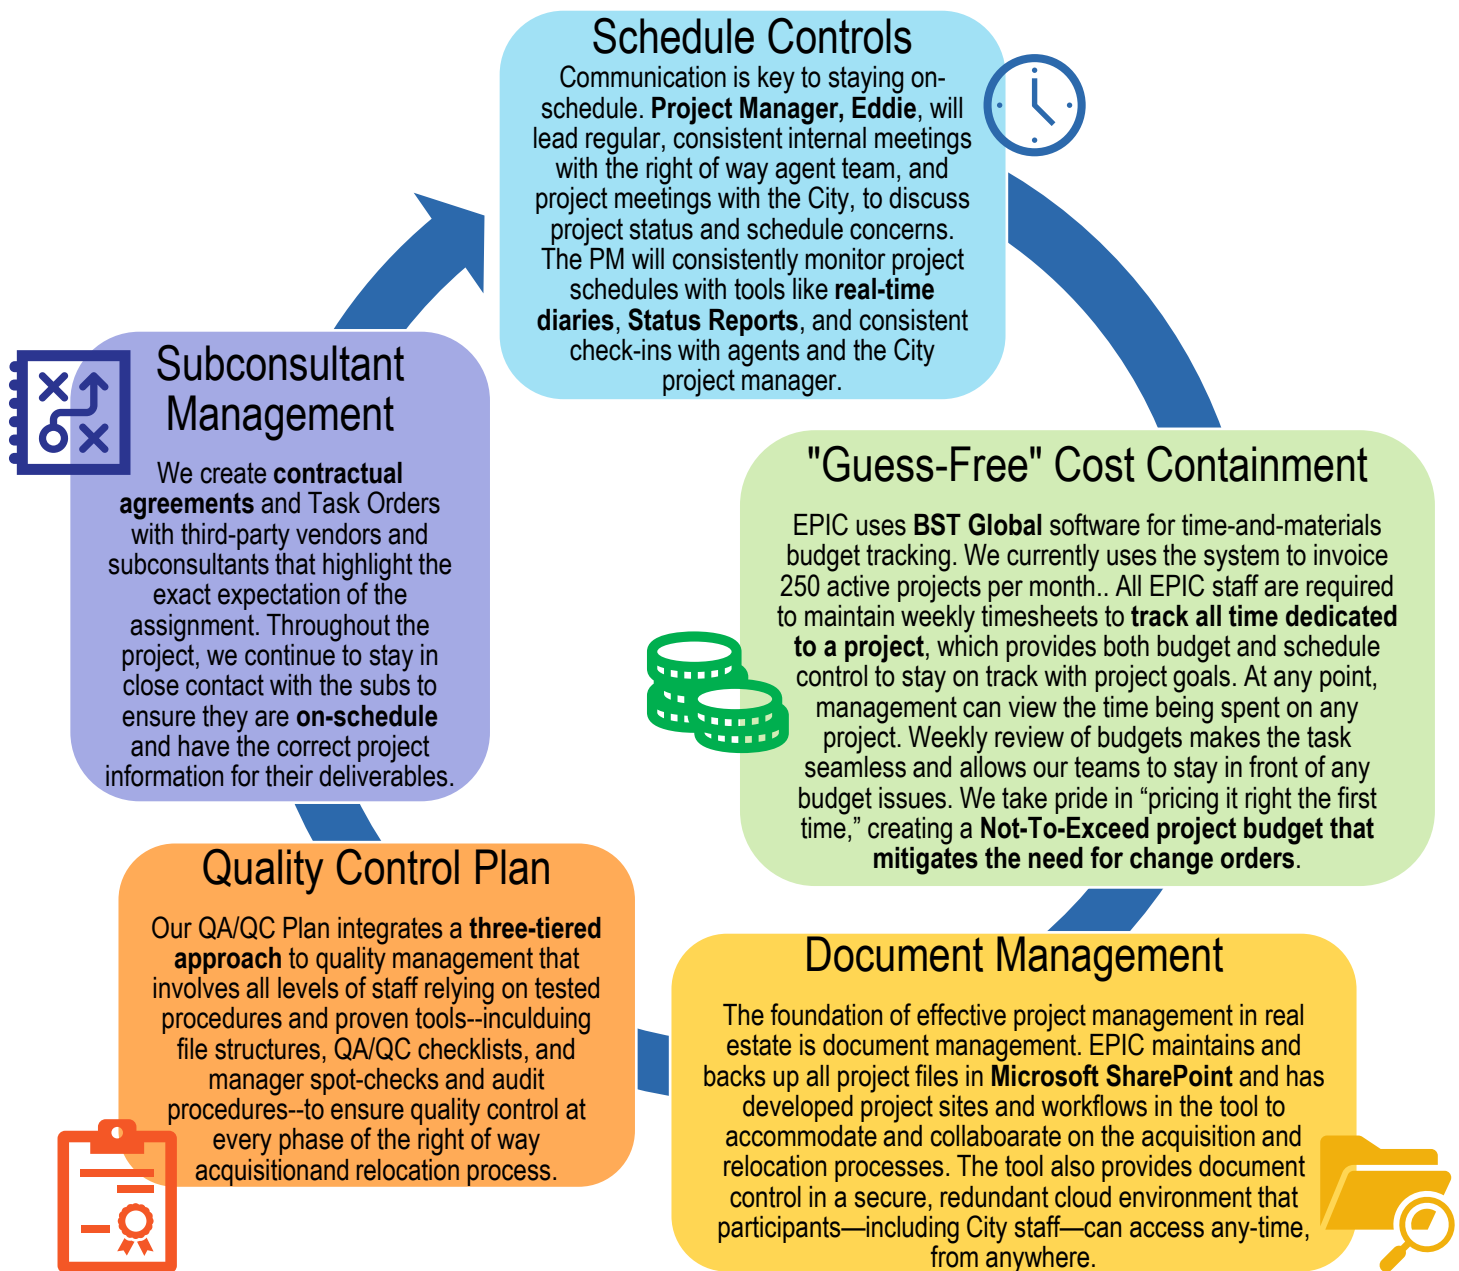 Schedule Controls
Communication is key to staying on-
schedule. Project Manager, Eddie, will
lead regular, consistent internal meetings
with the right of way agent team, and
project meetings with the City, to discuss
project status and schedule concerns.
The PM will consistently monitor project
schedules with tools like real-time
diaries, Status Reports, and consistent
check-ins with agents and the City
project manager.
"Guess-Free" Cost Containment
EPIC uses BST Global software for time-and-materials
budget tracking. We currently uses the system to invoice
250 active projects per month.. All EPIC staff are required
to maintain weekly timesheets to track all time dedicated
to a project, which provides both budget and schedule
control to stay on track with project goals. At any point,
management can view the time being spent on any
project. Weekly review of budgets makes the task
seamless and allows our teams to stay in front of any
budget issues. We take pride in “pricing it right the first
time,” creating a Not-To-Exceed project budget that
mitigates the need for change orders.
Document Management
The foundation of effective project management in real
estate is document management. EPIC maintains and
backs up all project files in Microsoft SharePoint and has
developed project sites and workflows in the tool to
accommodate and collaboarate on the acquisition and
relocation processes. The tool also provides document
control in a secure, redundant cloud environment that
participants—including City staff—can access any-time,
from anywhere.
Quality Control Plan
Our QA/QC Plan integrates a three-tiered
approach to quality management that
involves all levels of staff relying on tested
procedures and proven tools--inculduing
file structures, QA/QC checklists, and
manager spot-checks and audit
procedures--to ensure quality control at
every phase of the right of way
acquisitionand relocation process.
Subconsultant
Management
We create contractual
agreements and Task Orders
with third-party vendors and
subconsultants that highlight the
exact expectation of the
assignment. Throughout the
project, we continue to stay in
close contact with the subs to
ensure they are on-schedule
and have the correct project
information for their deliverables.